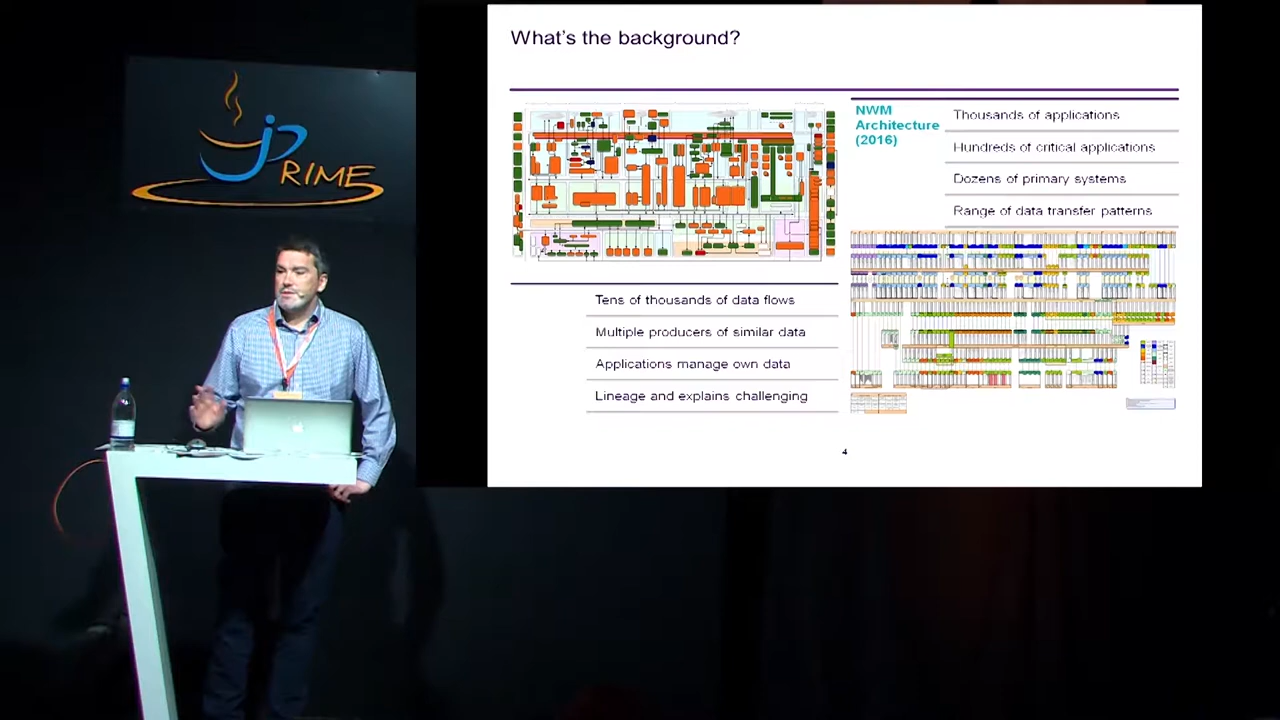 jPRIME
What's the background?
NWM
Architecture
(2016)
Thousands of applications
Hundreds of critical applications
Dozens of primary systems
Range of data transfer patterns
Tens of thousands of data flows
Multiple producers of similar data
Applications manage own data
Lineage and explains challenging
4